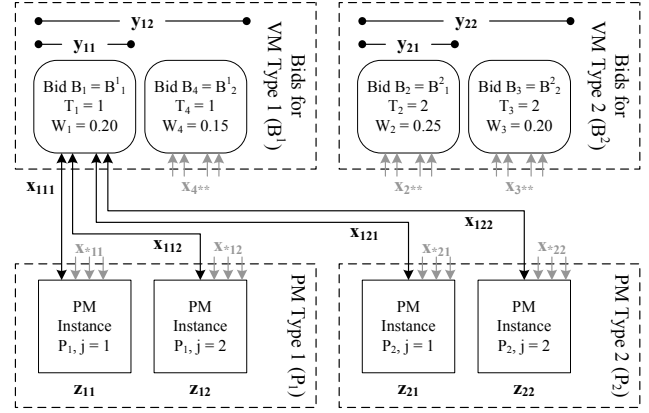 y₁₂
y₁₁
Bid B₁ = B¹₁
T₁ = 1
W₁ = 0.20
Bid B₄ = B¹₂
T₄ = 1
W₄ = 0.15
Bids for
VM Type 1 (B¹)
y₂₂
y₂₁
Bid B₂ = B²₁
T₂ = 2
W₂ = 0.25
Bid B₃ = B²₂
T₃ = 2
W₃ = 0.20
Bids for
VM Type 2 (B²)
x₁₁₁
x₄**
x₂**
x₃**
x₁₁₂
x₁₂₁
x₁₂₂
x*₁₁
x*₁₂
x*₂₁
x*₂₂
PM
Instance
P₁, j = 1
PM
Instance
P₁, j = 2
PM Type 1 (P₁)
PM
Instance
P₂, j = 1
PM
Instance
P₂, j = 2
PM Type 2 (P₂)
z₁₁
z₁₂
z₂₁
z₂₂